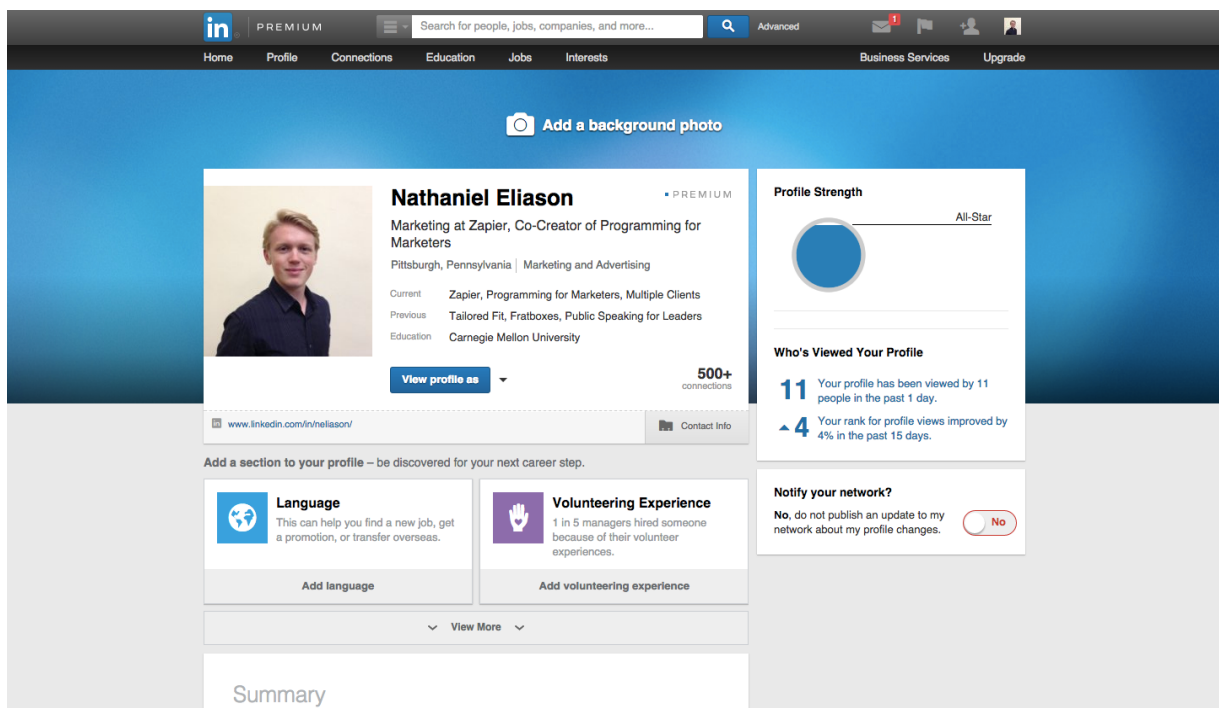 in PREMIUM
Search for people, jobs, companies, and more...
Advanced
1
Home Profile Connections Education Jobs Interests
Business Services Upgrade
Add a background photo
Nathaniel Eliason
PREMIUM
Marketing at Zapier, Co-Creator of Programming for
Marketers
Pittsburgh, Pennsylvania | Marketing and Advertising
Current Zapier, Programming for Marketers, Multiple Clients
Previous Tailored Fit, Fratboxes, Public Speaking for Leaders
Education Carnegie Mellon University
View profile as
500+
connections
in www.linkedin.com/in/neliason/
Contact Info
Add a section to your profile – be discovered for your next career step.
Language
This can help you find a new job, get
a promotion, or transfer overseas.
Add language
Volunteering Experience
1 in 5 managers hired someone
because of their volunteer
experiences.
Add volunteering experience
View More
Summary
Profile Strength
All-Star
Who's Viewed Your Profile
11 Your profile has been viewed by 11
people in the past 1 day.
4 Your rank for profile views improved by
4% in the past 15 days.
Notify your network?
No, do not publish an update to my
network about my profile changes.
No